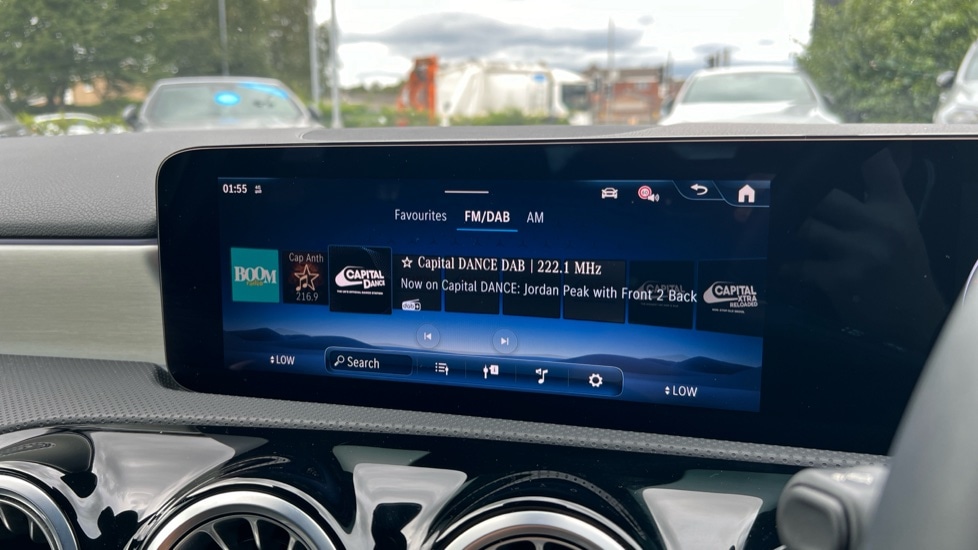 01:55
Favourites FM/DAB AM
BOOM
Cap Anth
216.9
CAPITAL
DANCE
☆ Capital DANCE DAB | 222.1 MHz
Now on Capital DANCE: Jordan Peak with Front 2 Back
CAPITAL
CAPITAL
XTRA
RELOADED
LOW
Search
LOW